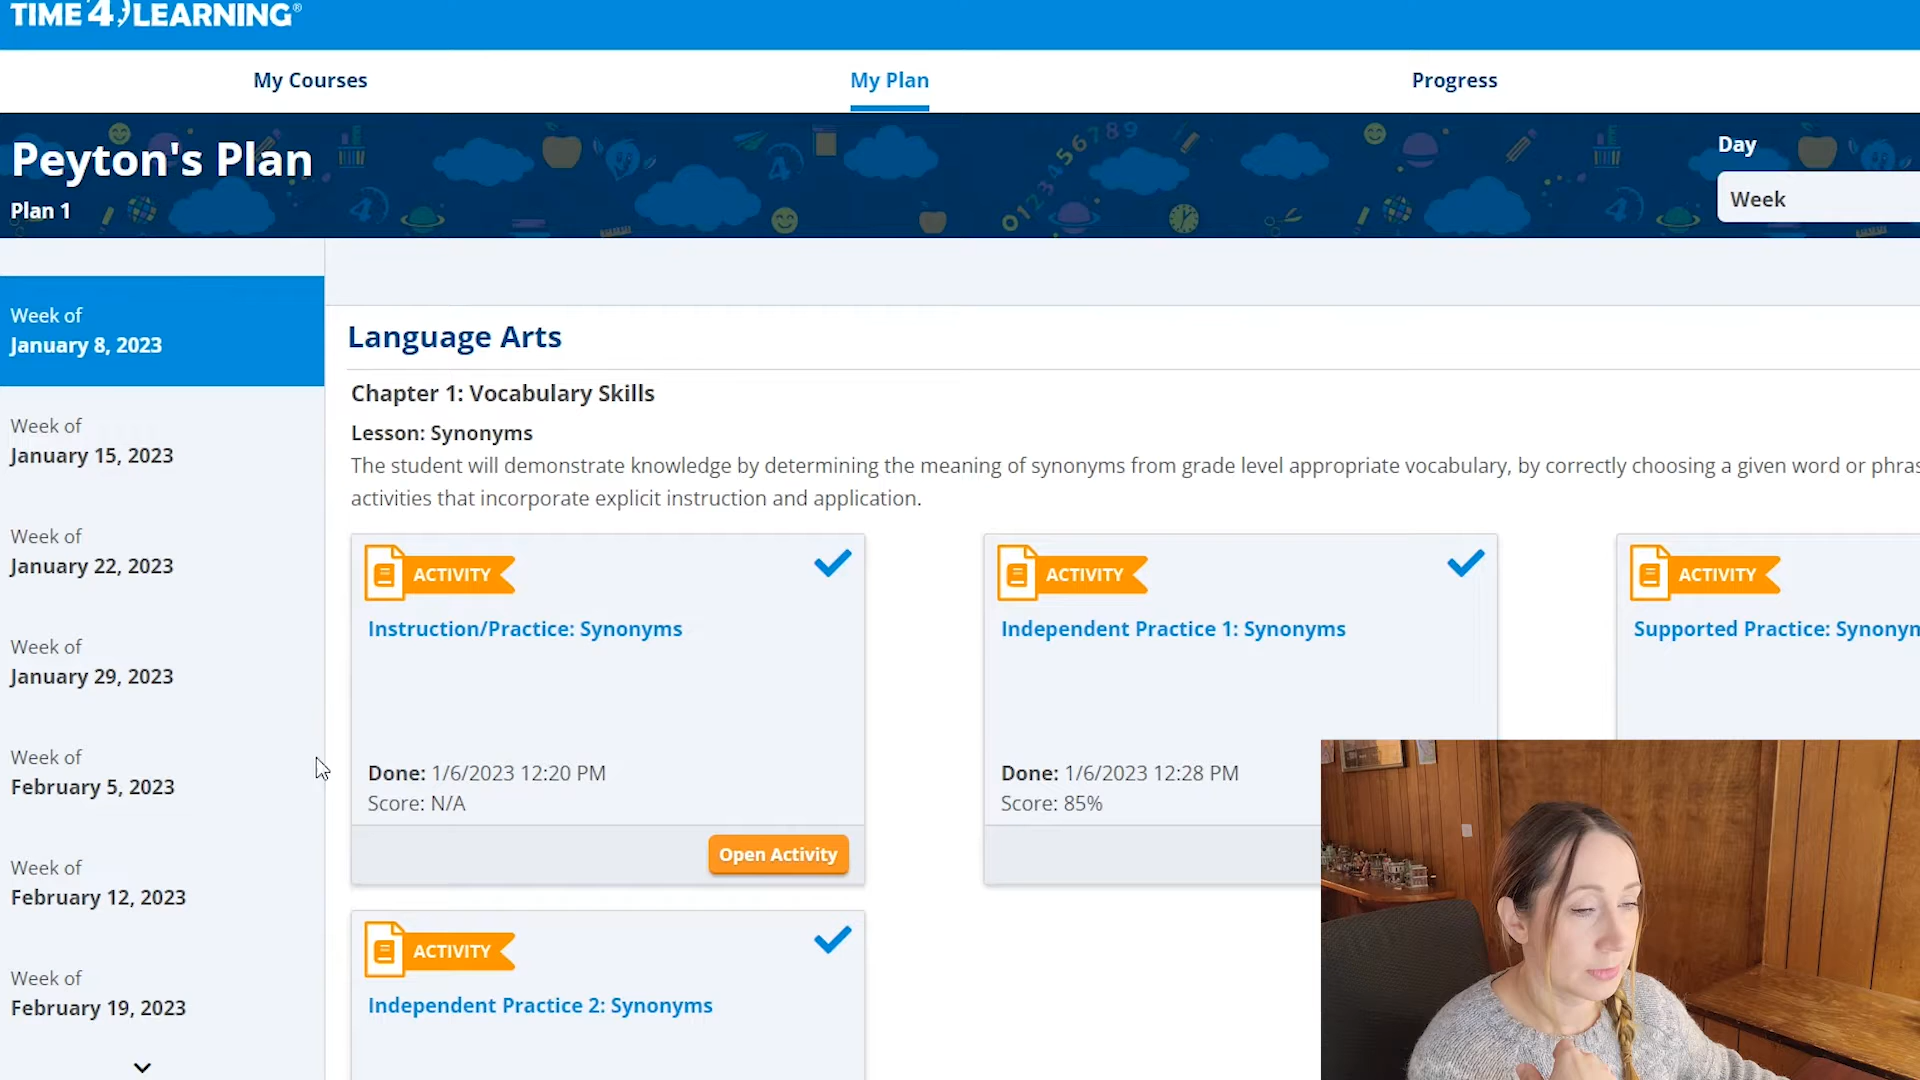 TIME4LEARNING®
My Courses
My Plan
Progress
Peyton's Plan
Plan 1
Day
Week
Week of
January 8, 2023
Week of
January 15, 2023
Week of
January 22, 2023
Week of
January 29, 2023
Week of
February 5, 2023
Week of
February 12, 2023
Week of
February 19, 2023
Language Arts
Chapter 1: Vocabulary Skills
Lesson: Synonyms
The student will demonstrate knowledge by determining the meaning of synonyms from grade level appropriate vocabulary, by correctly choosing a given word or phras
activities that incorporate explicit instruction and application.
ACTIVITY
Instruction/Practice: Synonyms
Done: 1/6/2023 12:20 PM
Score: N/A
Open Activity
ACTIVITY
Independent Practice 1: Synonyms
Done: 1/6/2023 12:28 PM
Score: 85%
ACTIVITY
Supported Practice: Synonym
ACTIVITY
Independent Practice 2: Synonyms